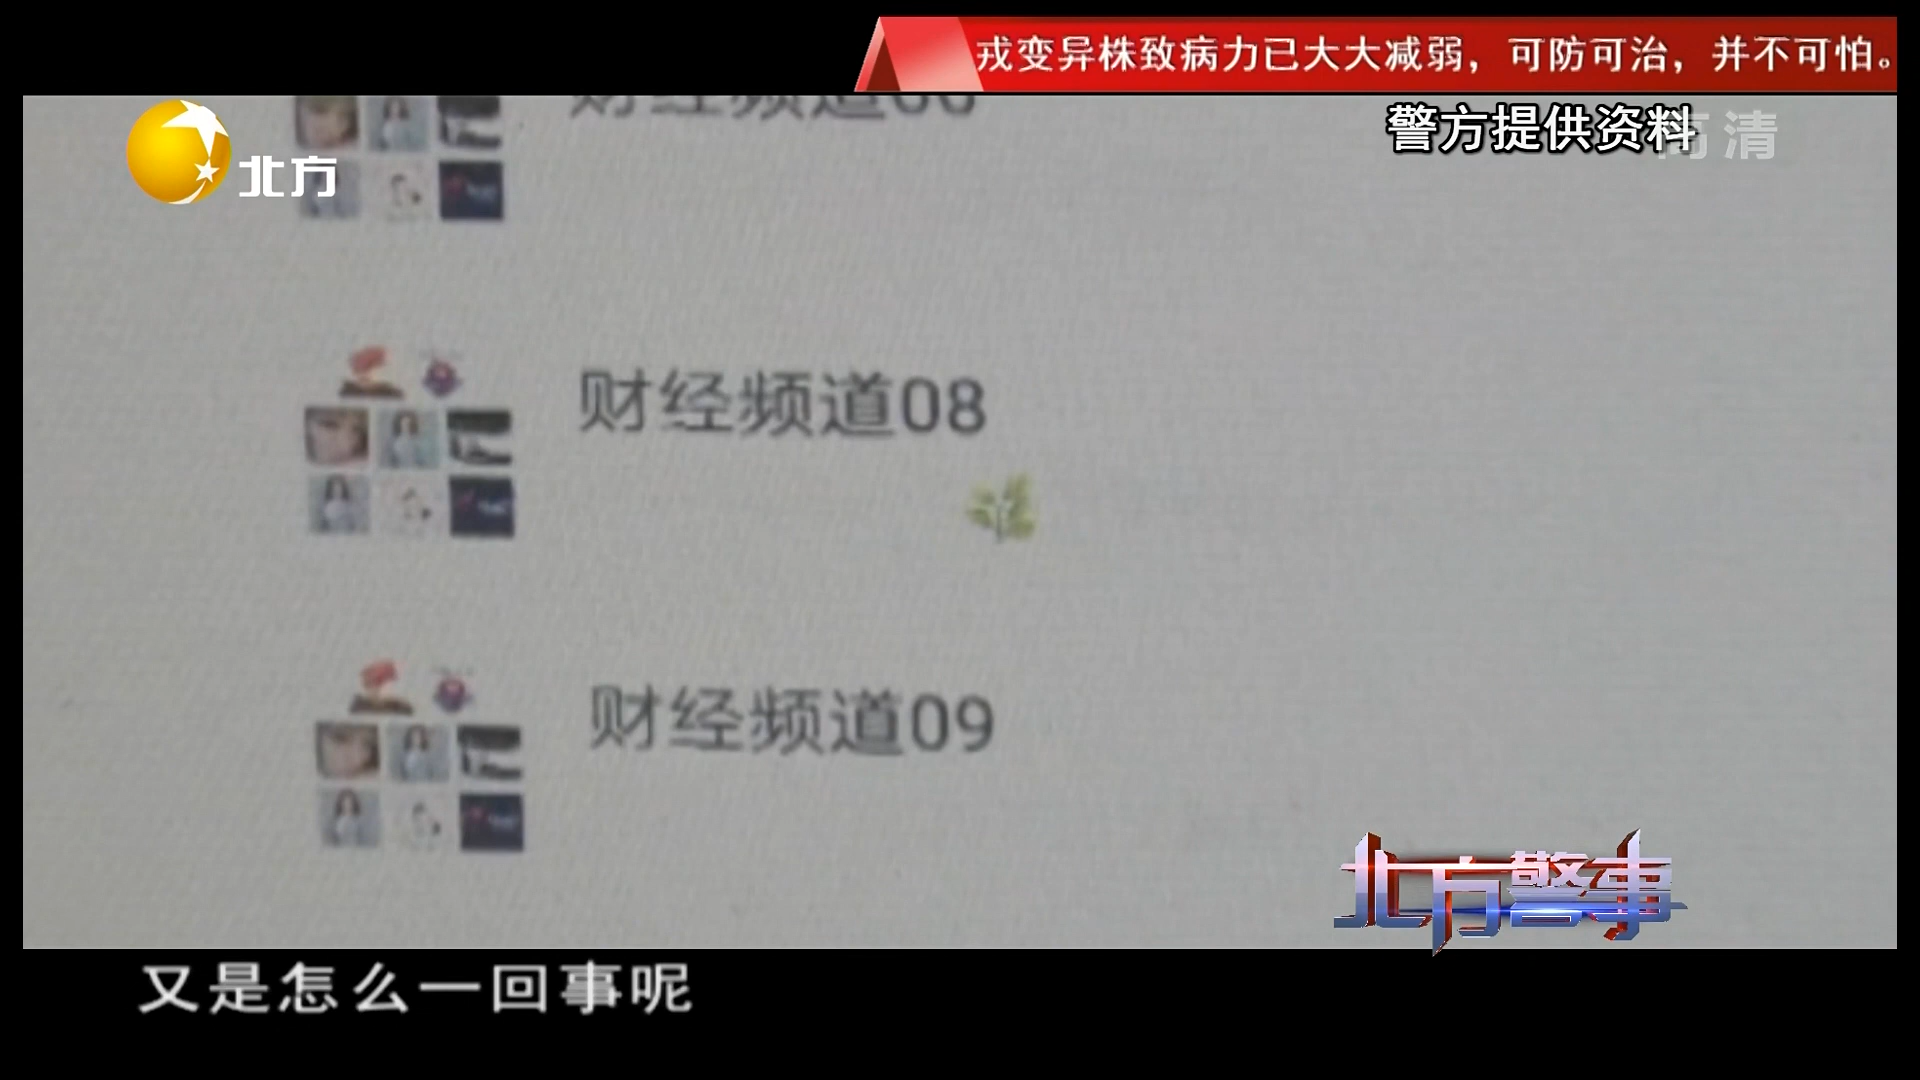 戎变异株致病力已大大减弱，可防可治，并不可怕。
警方提供资料
高清
北方
财经频道08
财经频道09
北方警事
又是怎么一回事呢